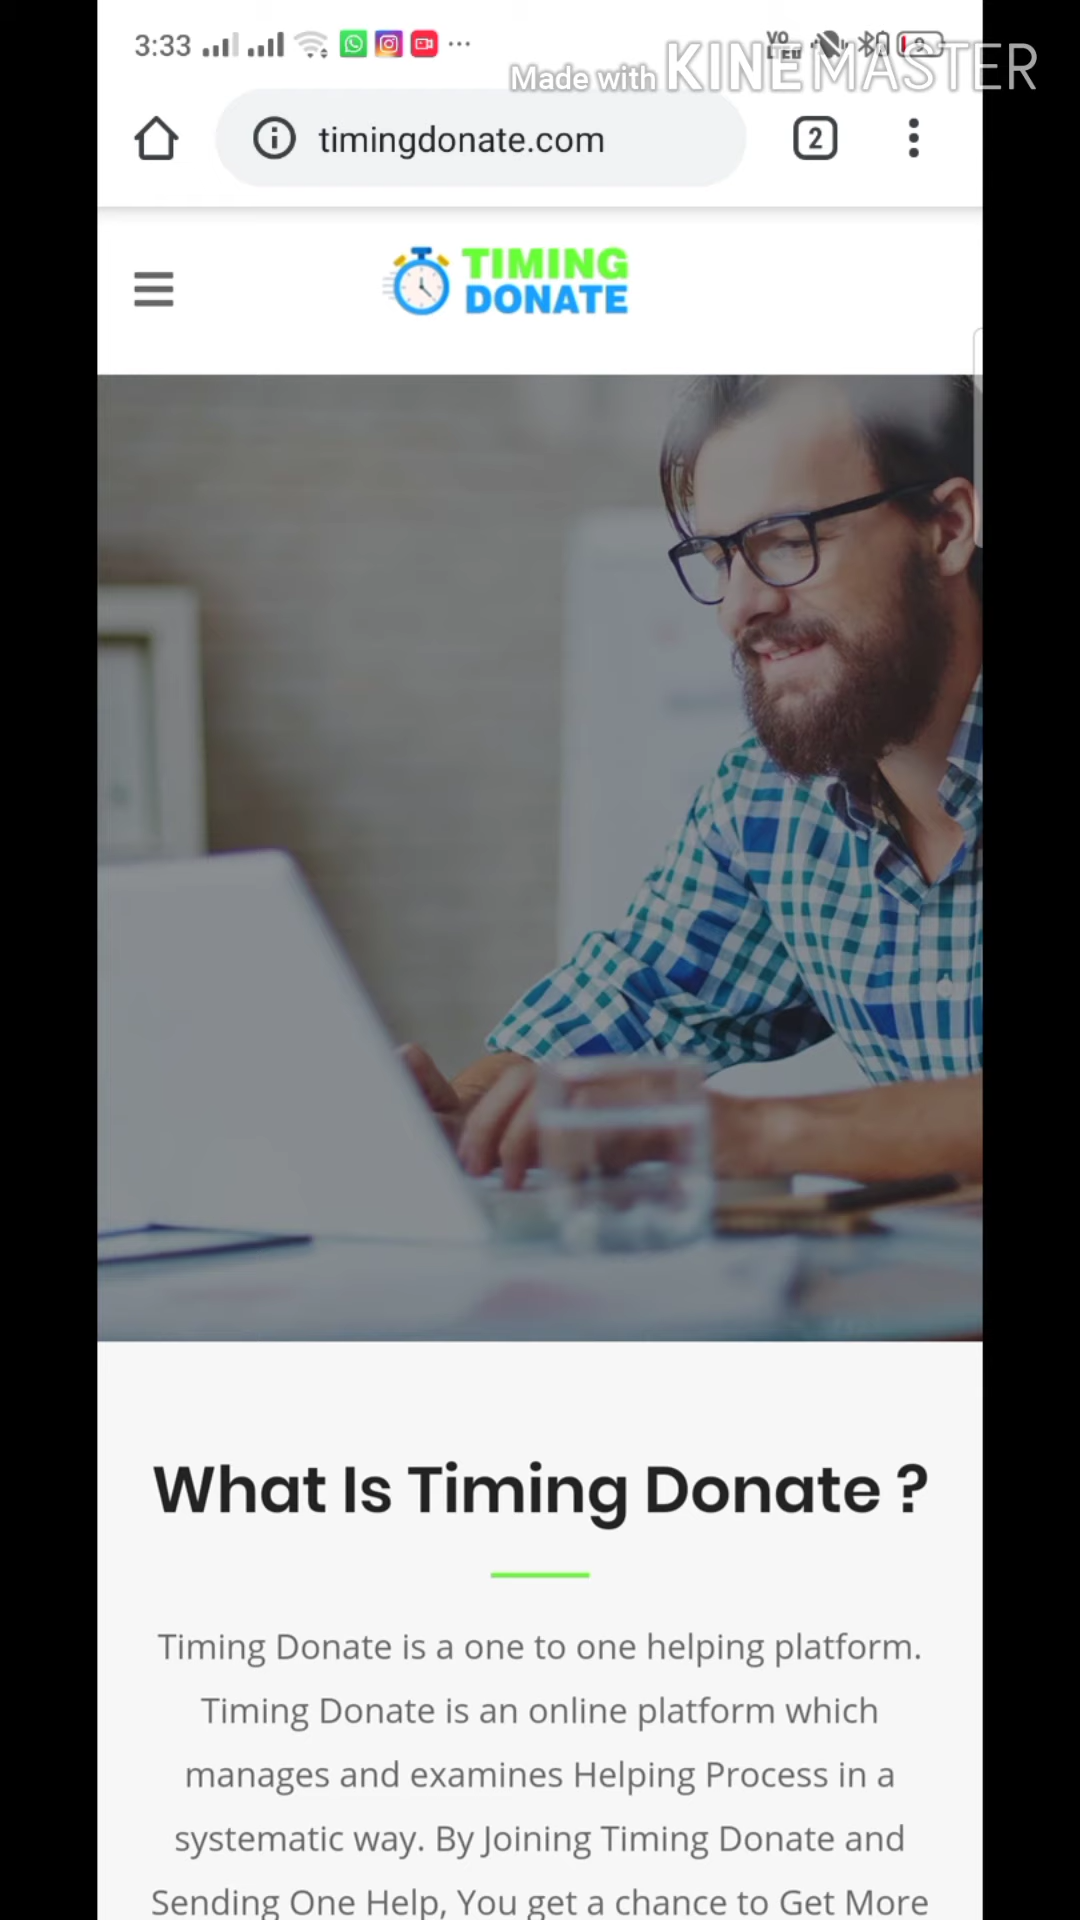 3:33
VO LTE
Made with KINEMASTER
timingdonate.com
2
TIMING
DONATE
What Is Timing Donate ?
Timing Donate is a one to one helping platform.
Timing Donate is an online platform which
manages and examines Helping Process in a
systematic way. By Joining Timing Donate and
Sending One Help, You get a chance to Get More